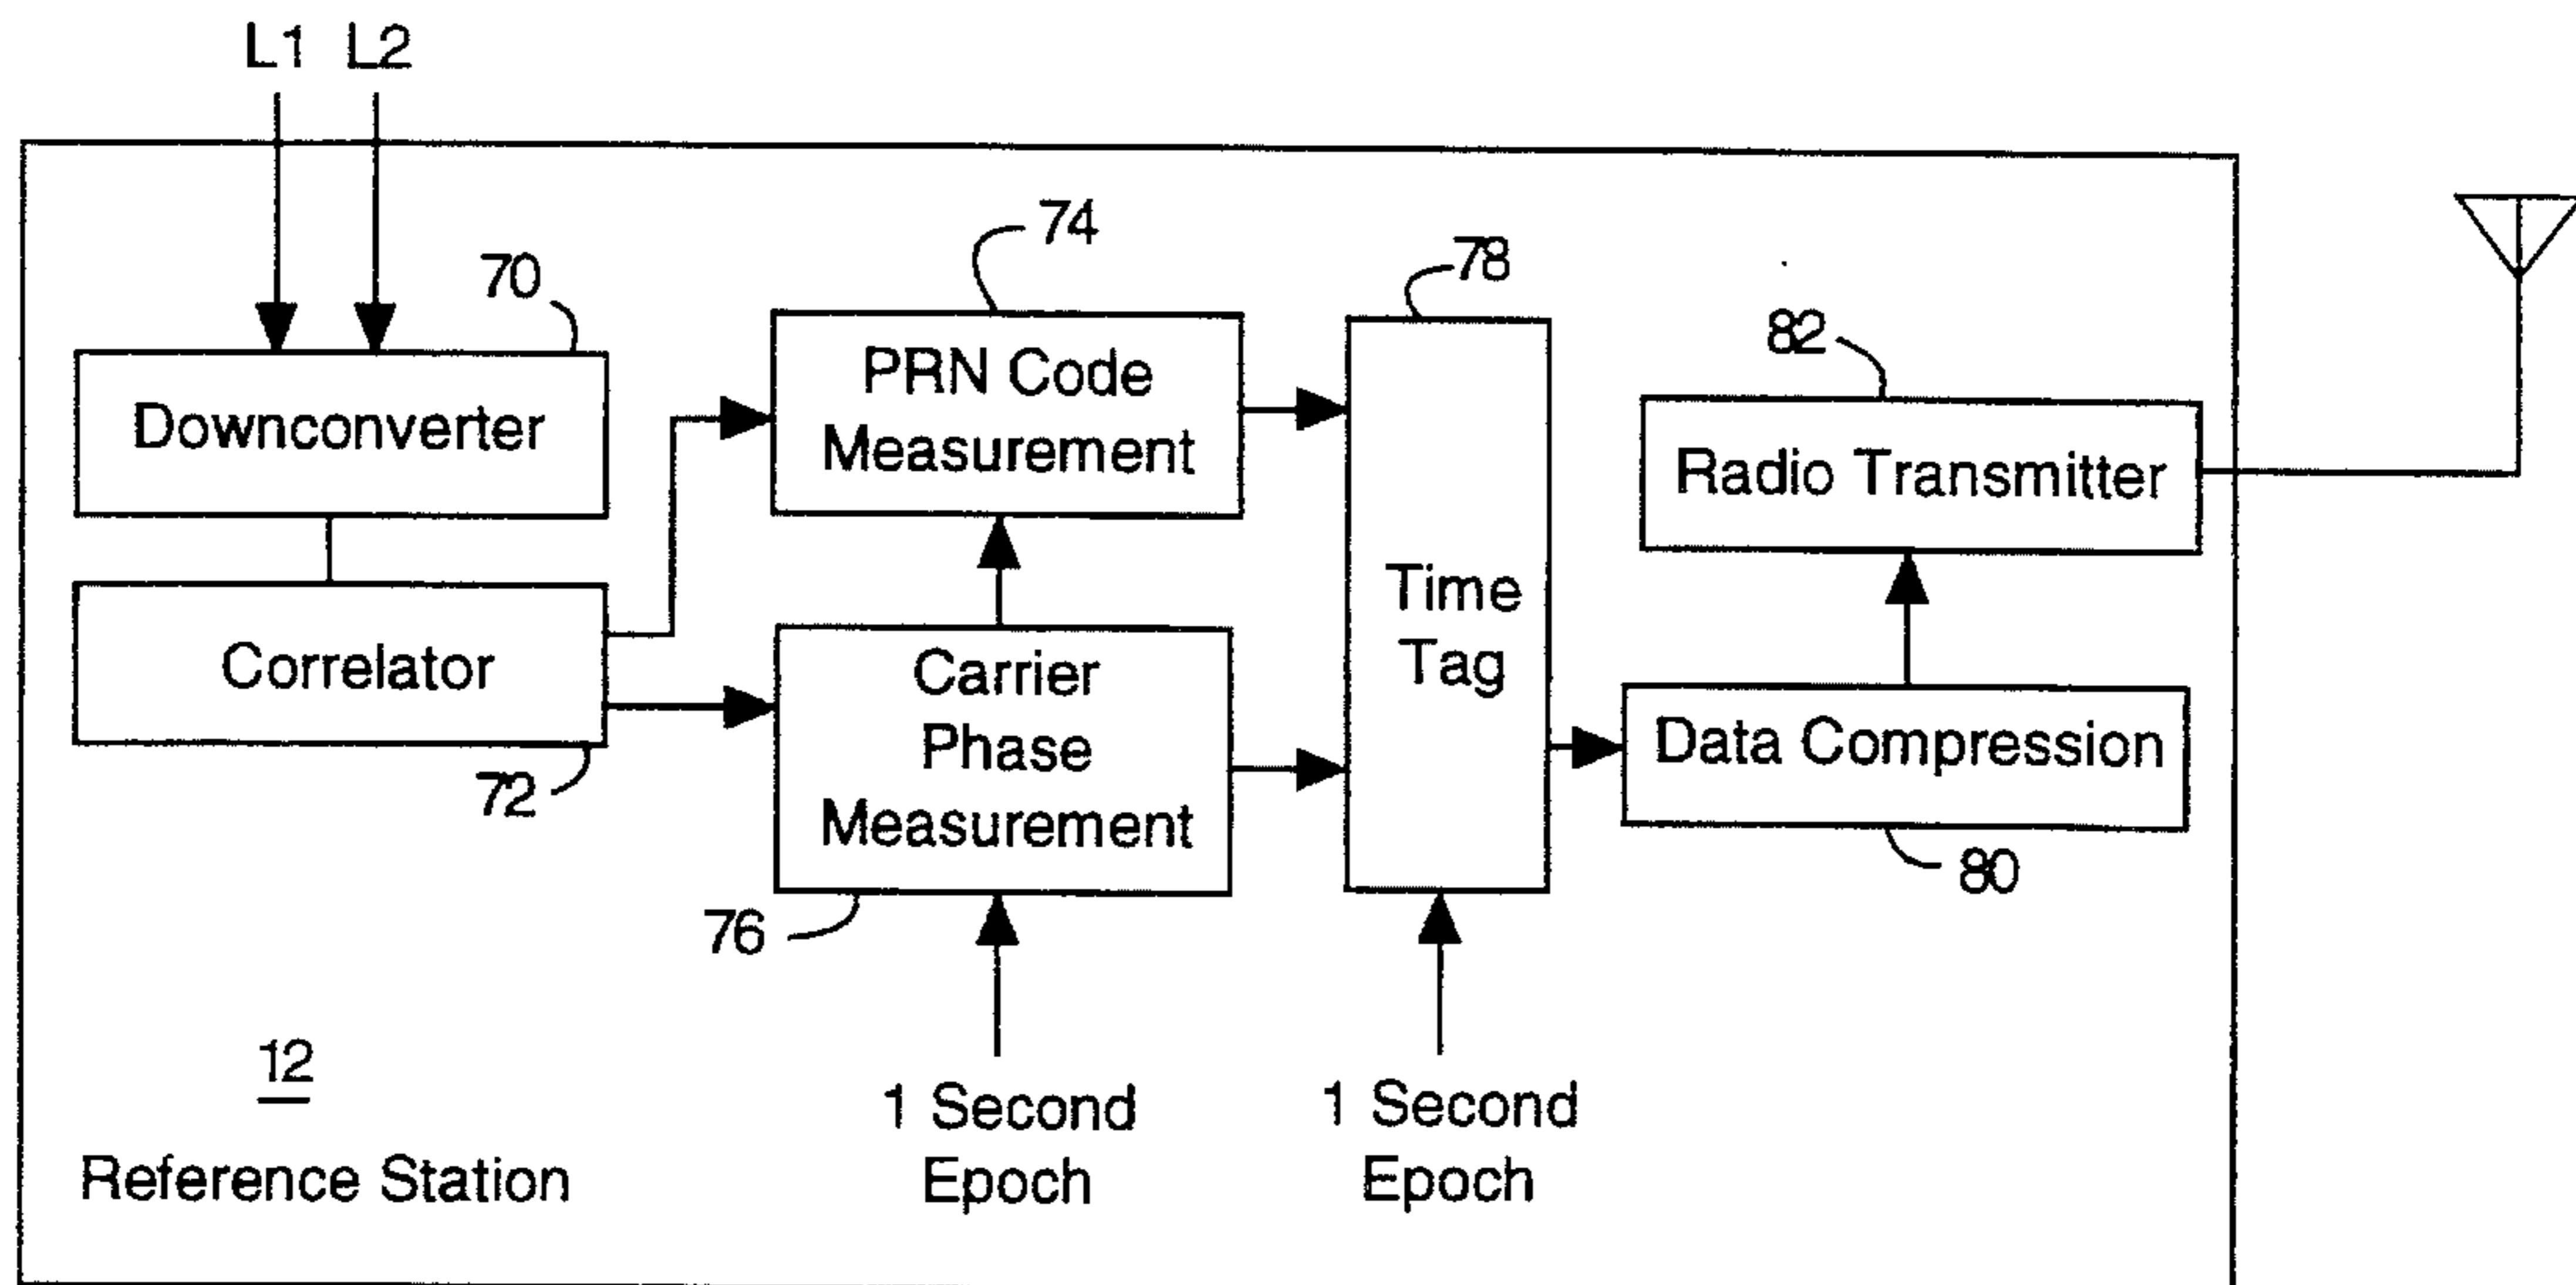 L1 L2
70
Downconverter
Correlator
72
74
PRN Code
Measurement
Carrier
Phase
Measurement
76
78
Time
Tag
82
Radio Transmitter
Data Compression
80
1 Second
Epoch
1 Second
Epoch
12
Reference Station